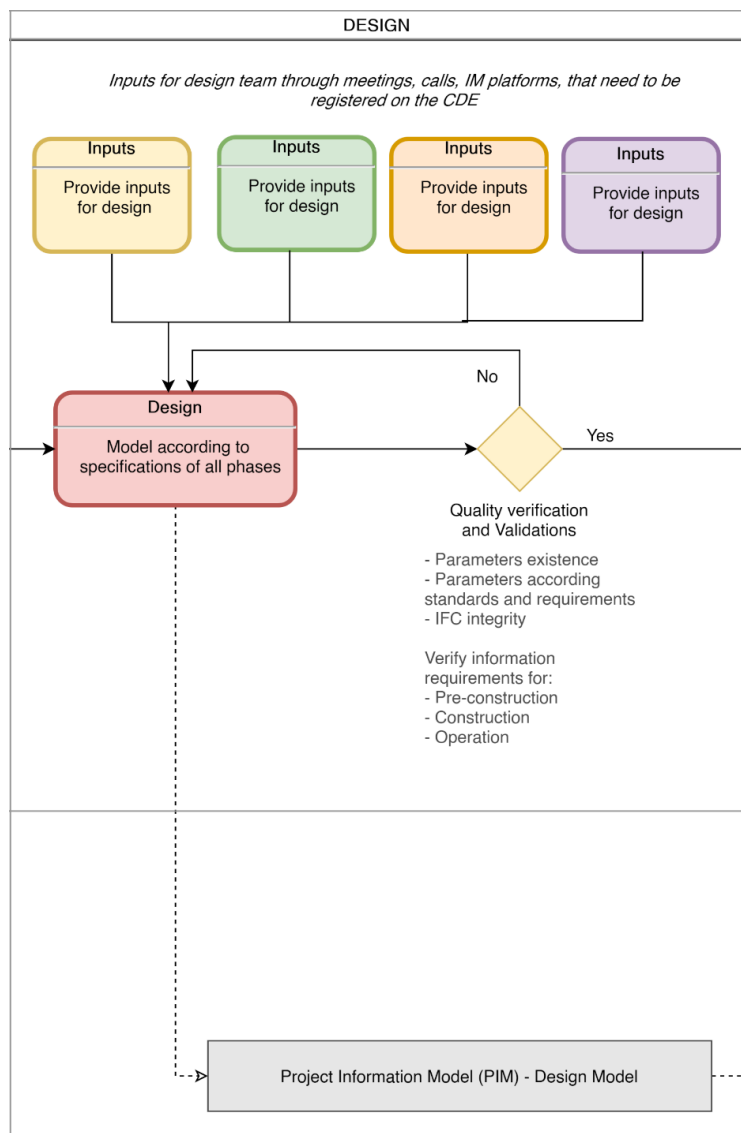 DESIGN
Inputs for design team through meetings, calls, IM platforms, that need to be
registered on the CDE
Inputs
Provide inputs
for design
Inputs
Provide inputs
for design
Inputs
Provide inputs
for design
Inputs
Provide inputs
for design
No
Design
Model according to
specifications of all phases
Yes
Quality verification
and Validations
- Parameters existence
- Parameters according
standards and requirements
- IFC integrity
Verify information
requirements for:
- Pre-construction
- Construction
- Operation
Project Information Model (PIM) - Design Model